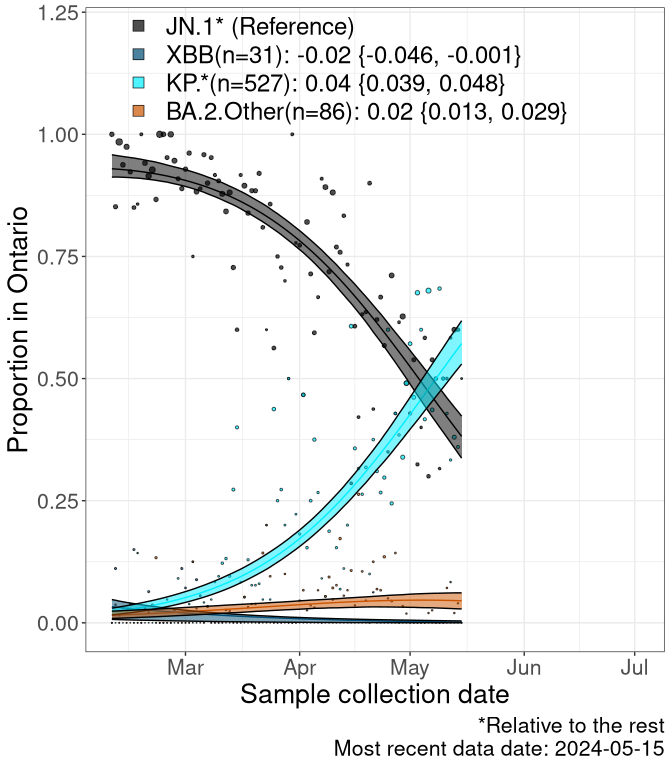 1.25
JN.1* (Reference)
XBB(n=31): -0.02 {-0.046, -0.001}
KP.*(n=527): 0.04 {0.039, 0.048}
BA.2.Other(n=86): 0.02 {0.013, 0.029}
1.00
0.75
0.50
0.25
0.00
Proportion in Ontario
Mar Apr May Jun Jul
Sample collection date
*Relative to the rest
Most recent data date: 2024-05-15